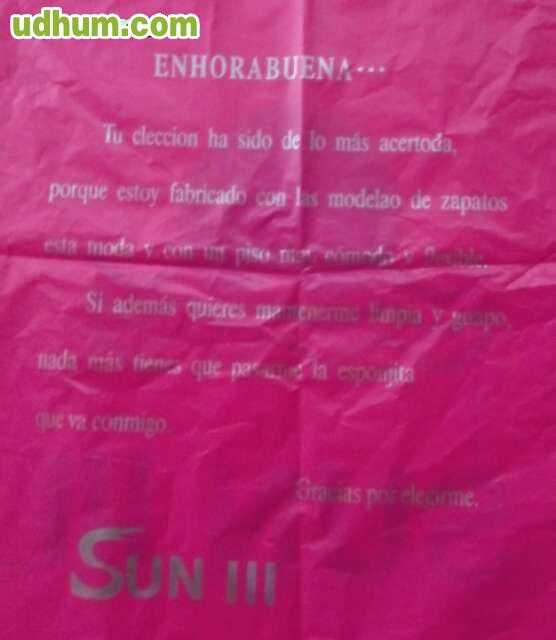 udhum.com
ENHORABUENA...
Tu cleccion ha sido de lo más acertoda,
porque estoy fabricado con las modelao de zapatos
esta moda y con un piso muy cómodo y flexible.
Si además quieres mantenerme limpia y guapo,
nada más tienes que pasarme la espoujita
que va conmigo.
Gracias por elegirme.
SUN III